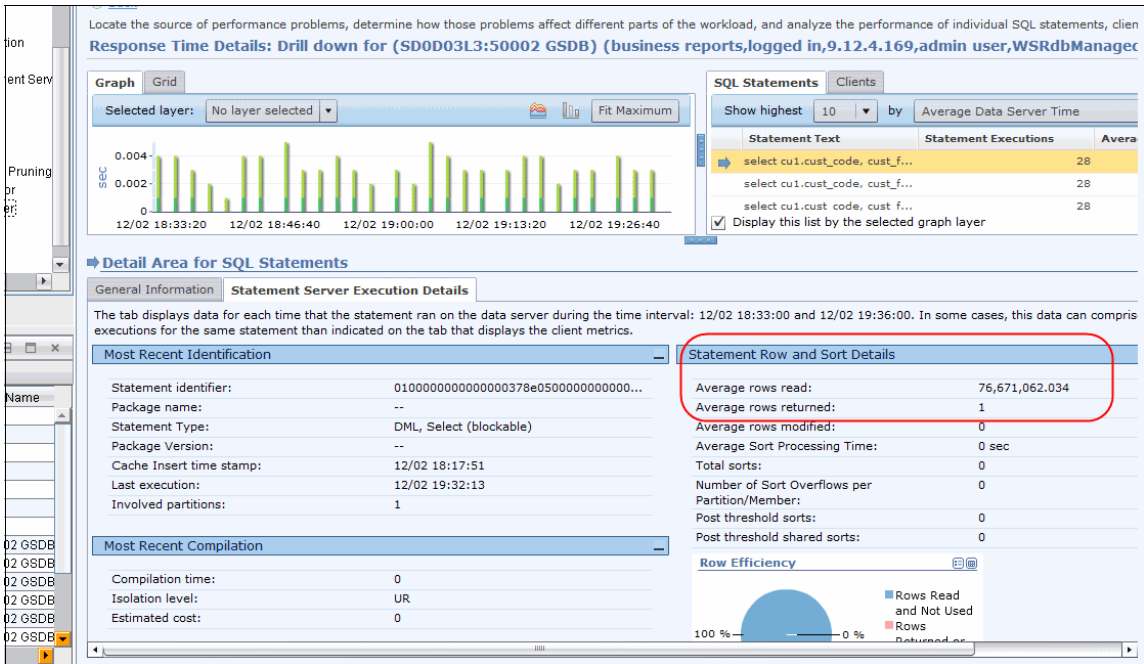 Locate the source of performance problems, determine how those problems affect different parts of the workload, and analyze the performance of individual SQL statements, clien
Response Time Details: Drill down for (SD0D03L3:50002 GSDB) (business reports,logged in,9.12.4.169,admin user,WSRdbManaged
tion
ent Serv
Pruning
or
er
Graph Grid
Selected layer: No layer selected Fit Maximum
sec
0.004
0.002
0
12/02 18:33:20 12/02 18:46:40 12/02 19:00:00 12/02 19:13:20 12/02 19:26:40
SQL Statements Clients
Show highest 10 by Average Data Server Time
Statement Text Statement Executions Avera
select cu1.cust_code, cust_f... 28
select cu1.cust_code, cust_f... 28
select cu1.cust_code, cust_f... 28
Display this list by the selected graph layer
Detail Area for SQL Statements
General Information Statement Server Execution Details
The tab displays data for each time that the statement ran on the data server during the time interval: 12/02 18:33:00 and 12/02 19:36:00. In some cases, this data can compris
executions for the same statement than indicated on the tab that displays the client metrics.
Most Recent Identification
Statement identifier: 0100000000000000378e0500000000000...
Package name: --
Statement Type: DML, Select (blockable)
Package Version: --
Cache Insert time stamp: 12/02 18:17:51
Last execution: 12/02 19:32:13
Involved partitions: 1
Most Recent Compilation
Compilation time: 0
Isolation level: UR
Estimated cost: 0
Statement Row and Sort Details
Average rows read: 76,671,062.034
Average rows returned: 1
Average rows modified: 0
Average Sort Processing Time: 0 sec
Total sorts: 0
Number of Sort Overflows per 0
Partition/Member:
Post threshold sorts: 0
Post threshold shared sorts: 0
Row Efficiency
Rows Read
and Not Used
Rows
Returned or
100 % 0 %
Name
02 GSDB
02 GSDB
02 GSDB
02 GSDB
02 GSDB
02 GSDB